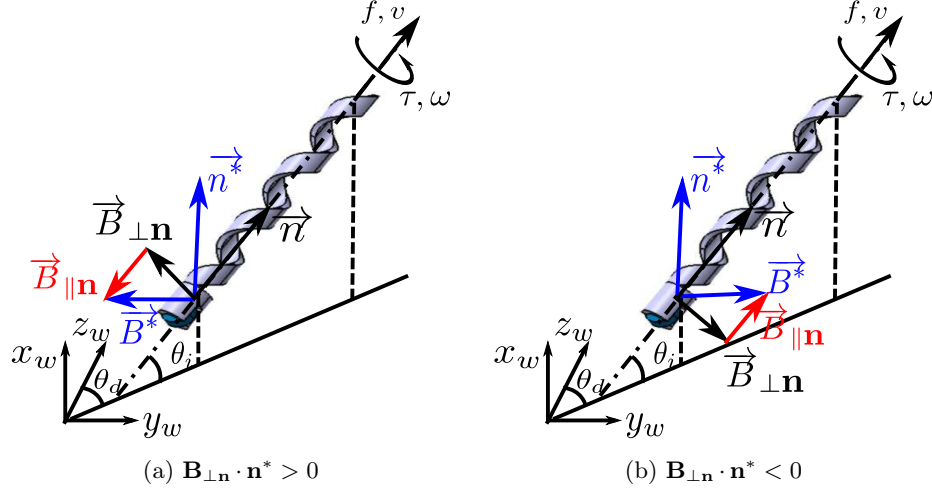 f, v
τ, ω
n*
n
B⊥n
B∥n
B*
x_w
z_w
y_w
θ_d
θ_i
(a) B⊥n · n* > 0
f, v
τ, ω
n*
n
B*
B∥n
B⊥n
x_w
z_w
y_w
θ_d
θ_i
(b) B⊥n · n* < 0